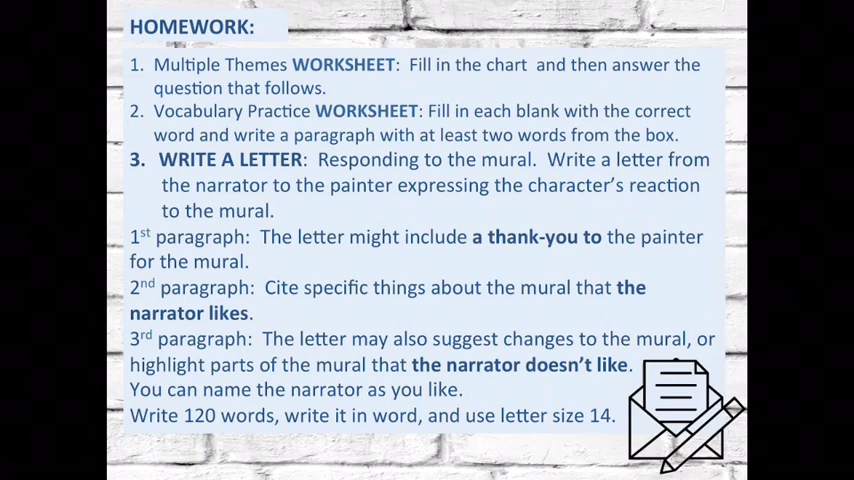 HOMEWORK:
1. Multiple Themes WORKSHEET: Fill in the chart and then answer the
question that follows.
2. Vocabulary Practice WORKSHEET: Fill in each blank with the correct
word and write a paragraph with at least two words from the box.
3. WRITE A LETTER: Responding to the mural. Write a letter from
the narrator to the painter expressing the character's reaction
to the mural.
1st paragraph: The letter might include a thank-you to the painter
for the mural.
2nd paragraph: Cite specific things about the mural that the
narrator likes.
3rd paragraph: The letter may also suggest changes to the mural, or
highlight parts of the mural that the narrator doesn't like.
You can name the narrator as you like.
Write 120 words, write it in word, and use letter size 14.